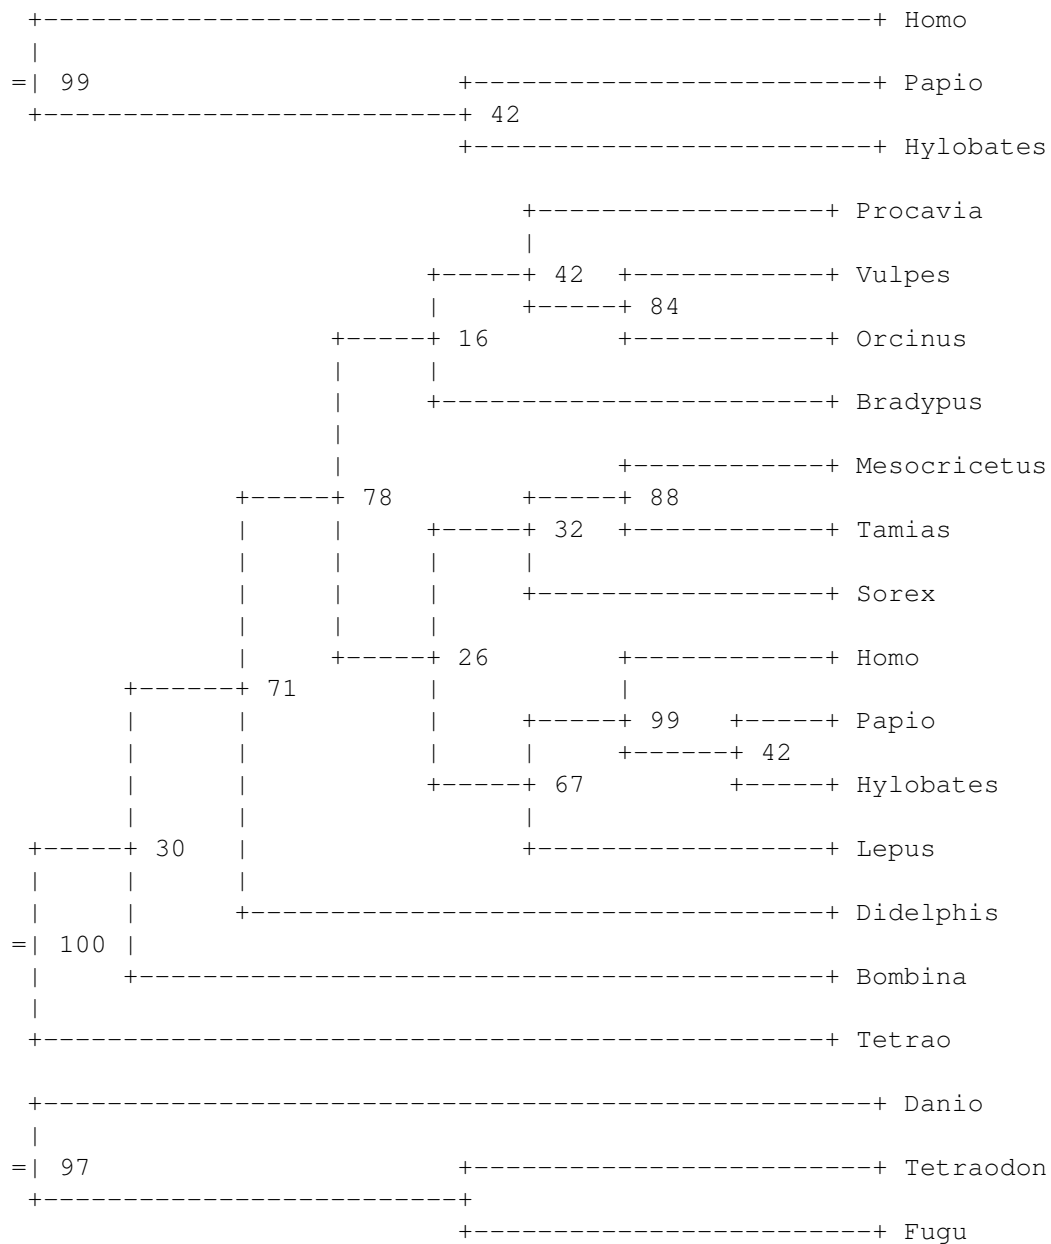 Homo
99
Papio
42
Hylobates
Procavia
42 Vulpes
84
16 Orcinus
Bradypus
Mesocricetus
78 88
32 Tamias
Sorex
26 Homo
71
99 Papio
42
67 Hylobates
30 Lepus
Didelphis
100
Bombina
Tetrao
Danio
97 Tetraodon
Fugu